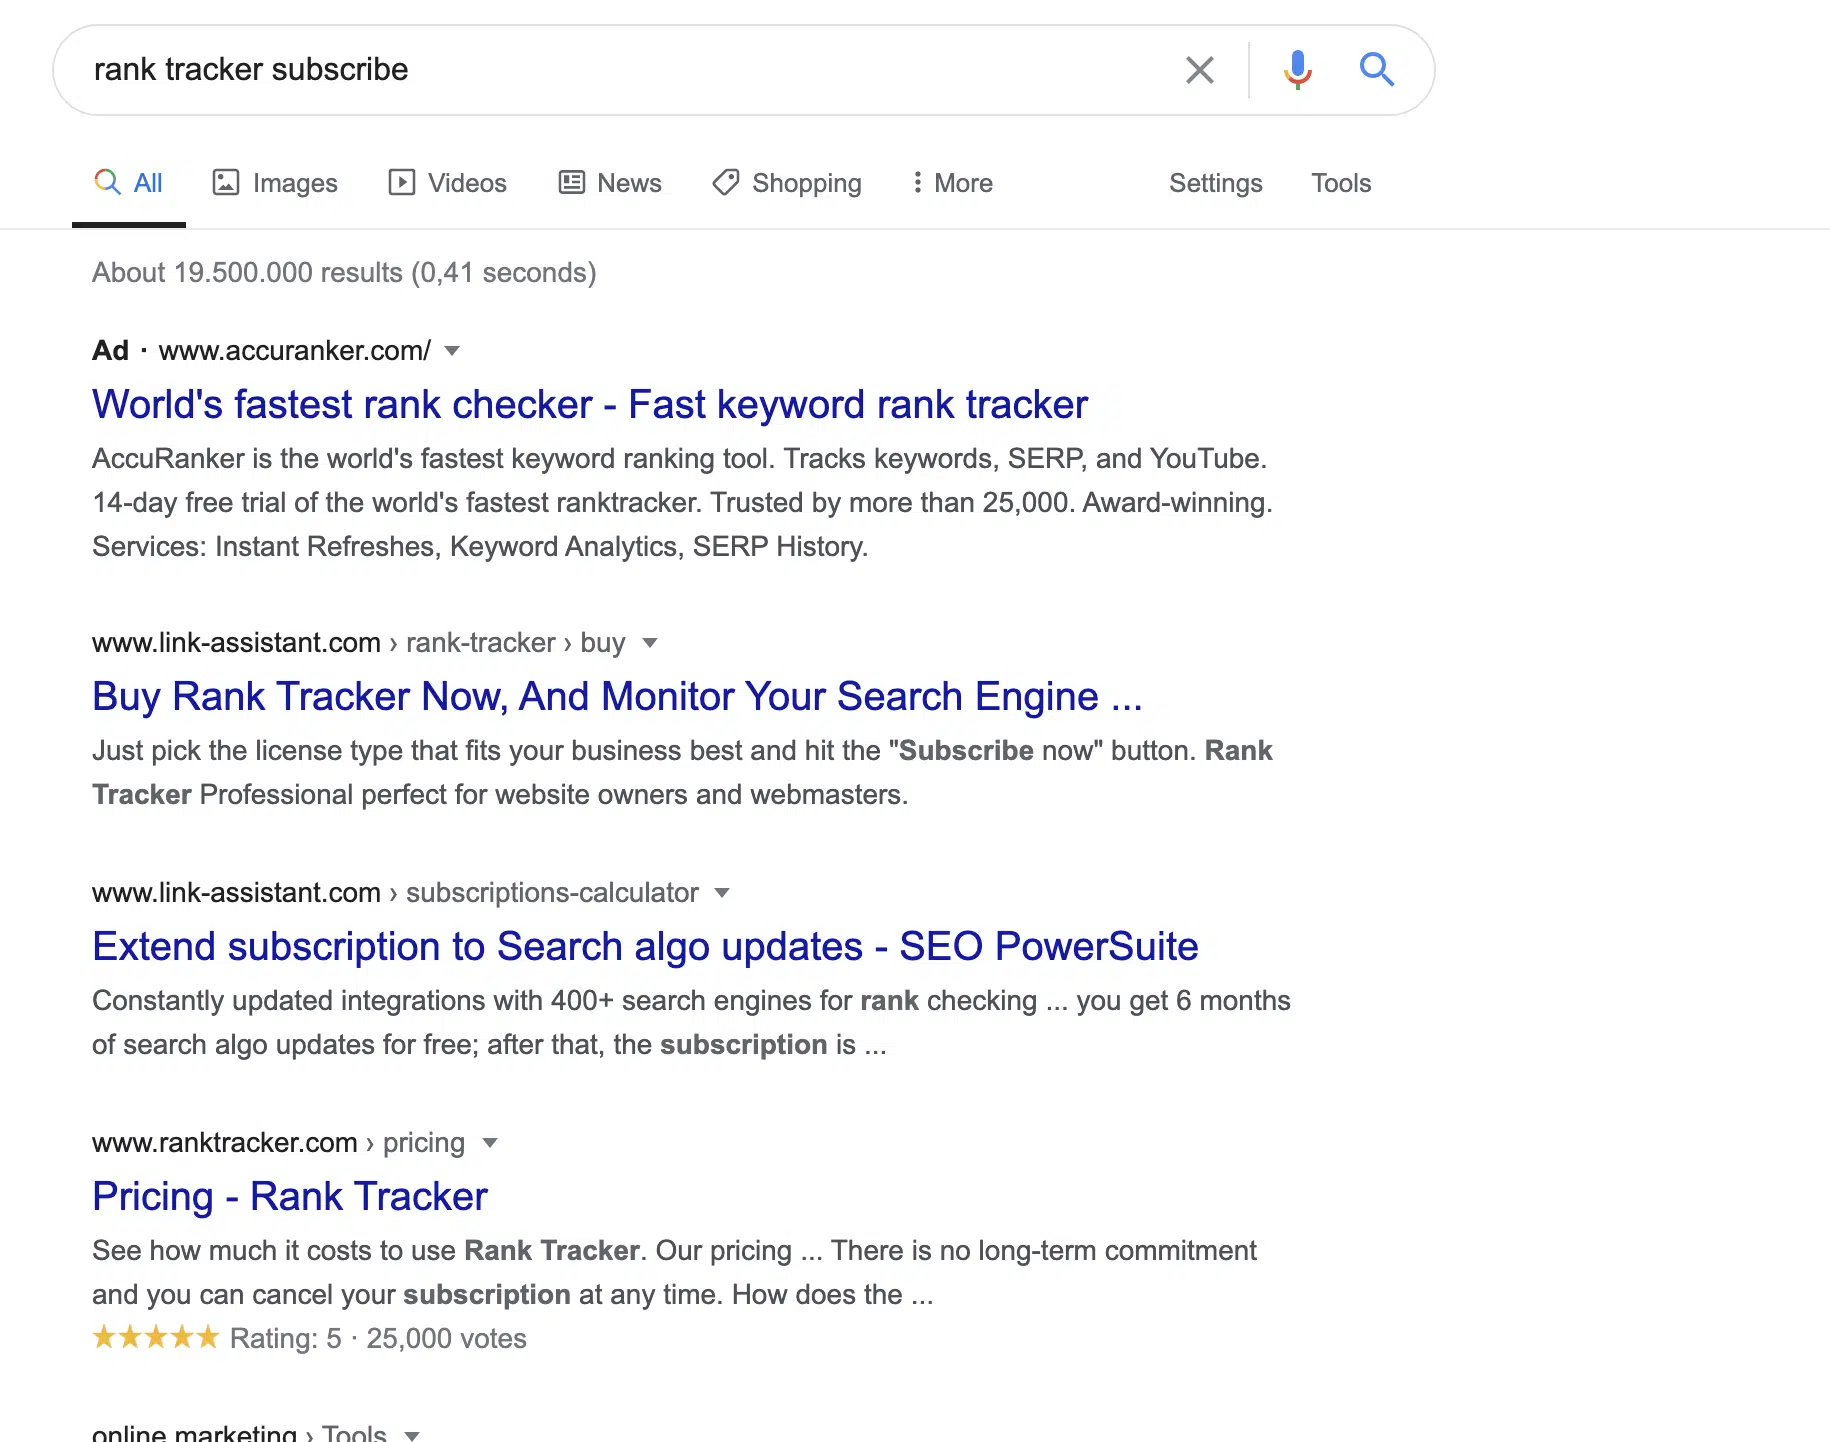 rank tracker subscribe
All Images Videos News Shopping More Settings Tools
About 19.500.000 results (0,41 seconds)
Ad · www.accuranker.com/
World's fastest rank checker - Fast keyword rank tracker
AccuRanker is the world's fastest keyword ranking tool. Tracks keywords, SERP, and YouTube.
14-day free trial of the world's fastest ranktracker. Trusted by more than 25,000. Award-winning.
Services: Instant Refreshes, Keyword Analytics, SERP History.
www.link-assistant.com › rank-tracker › buy
Buy Rank Tracker Now, And Monitor Your Search Engine ...
Just pick the license type that fits your business best and hit the "Subscribe now" button. Rank
Tracker Professional perfect for website owners and webmasters.
www.link-assistant.com › subscriptions-calculator
Extend subscription to Search algo updates - SEO PowerSuite
Constantly updated integrations with 400+ search engines for rank checking ... you get 6 months
of search algo updates for free; after that, the subscription is ...
www.ranktracker.com › pricing
Pricing - Rank Tracker
See how much it costs to use Rank Tracker. Our pricing ... There is no long-term commitment
and you can cancel your subscription at any time. How does the ...
Rating: 5 · 25,000 votes
online marketing › Tools